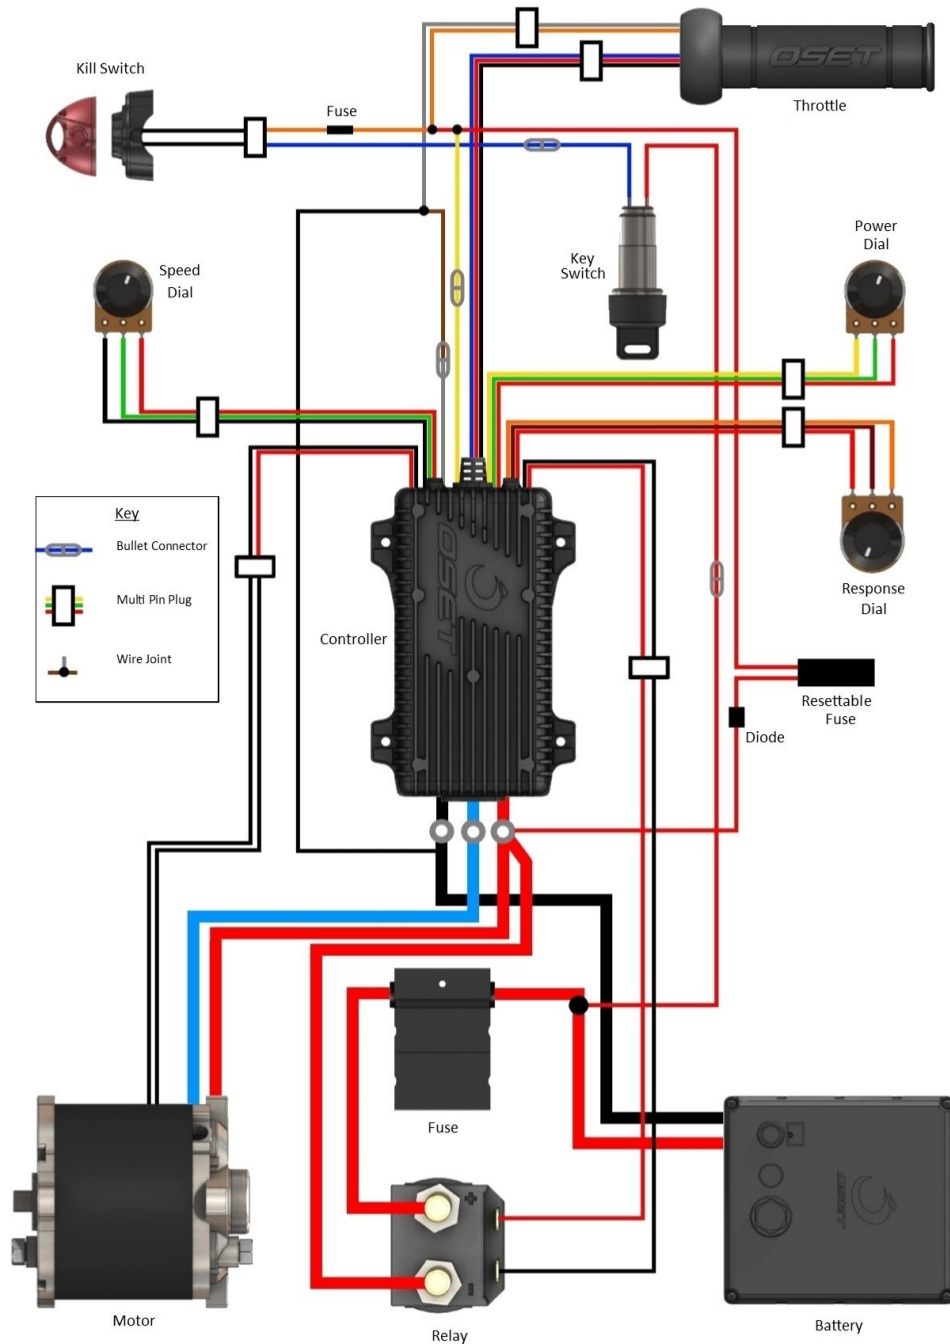 OSET
Throttle
Kill Switch
Fuse
Key
Switch
Power
Dial
Speed
Dial
Key
Bullet Connector
Multi Pin Plug
Wire Joint
OSET
Controller
Response
Dial
Resettable
Fuse
Diode
Fuse
OSET
Motor
Relay
Battery